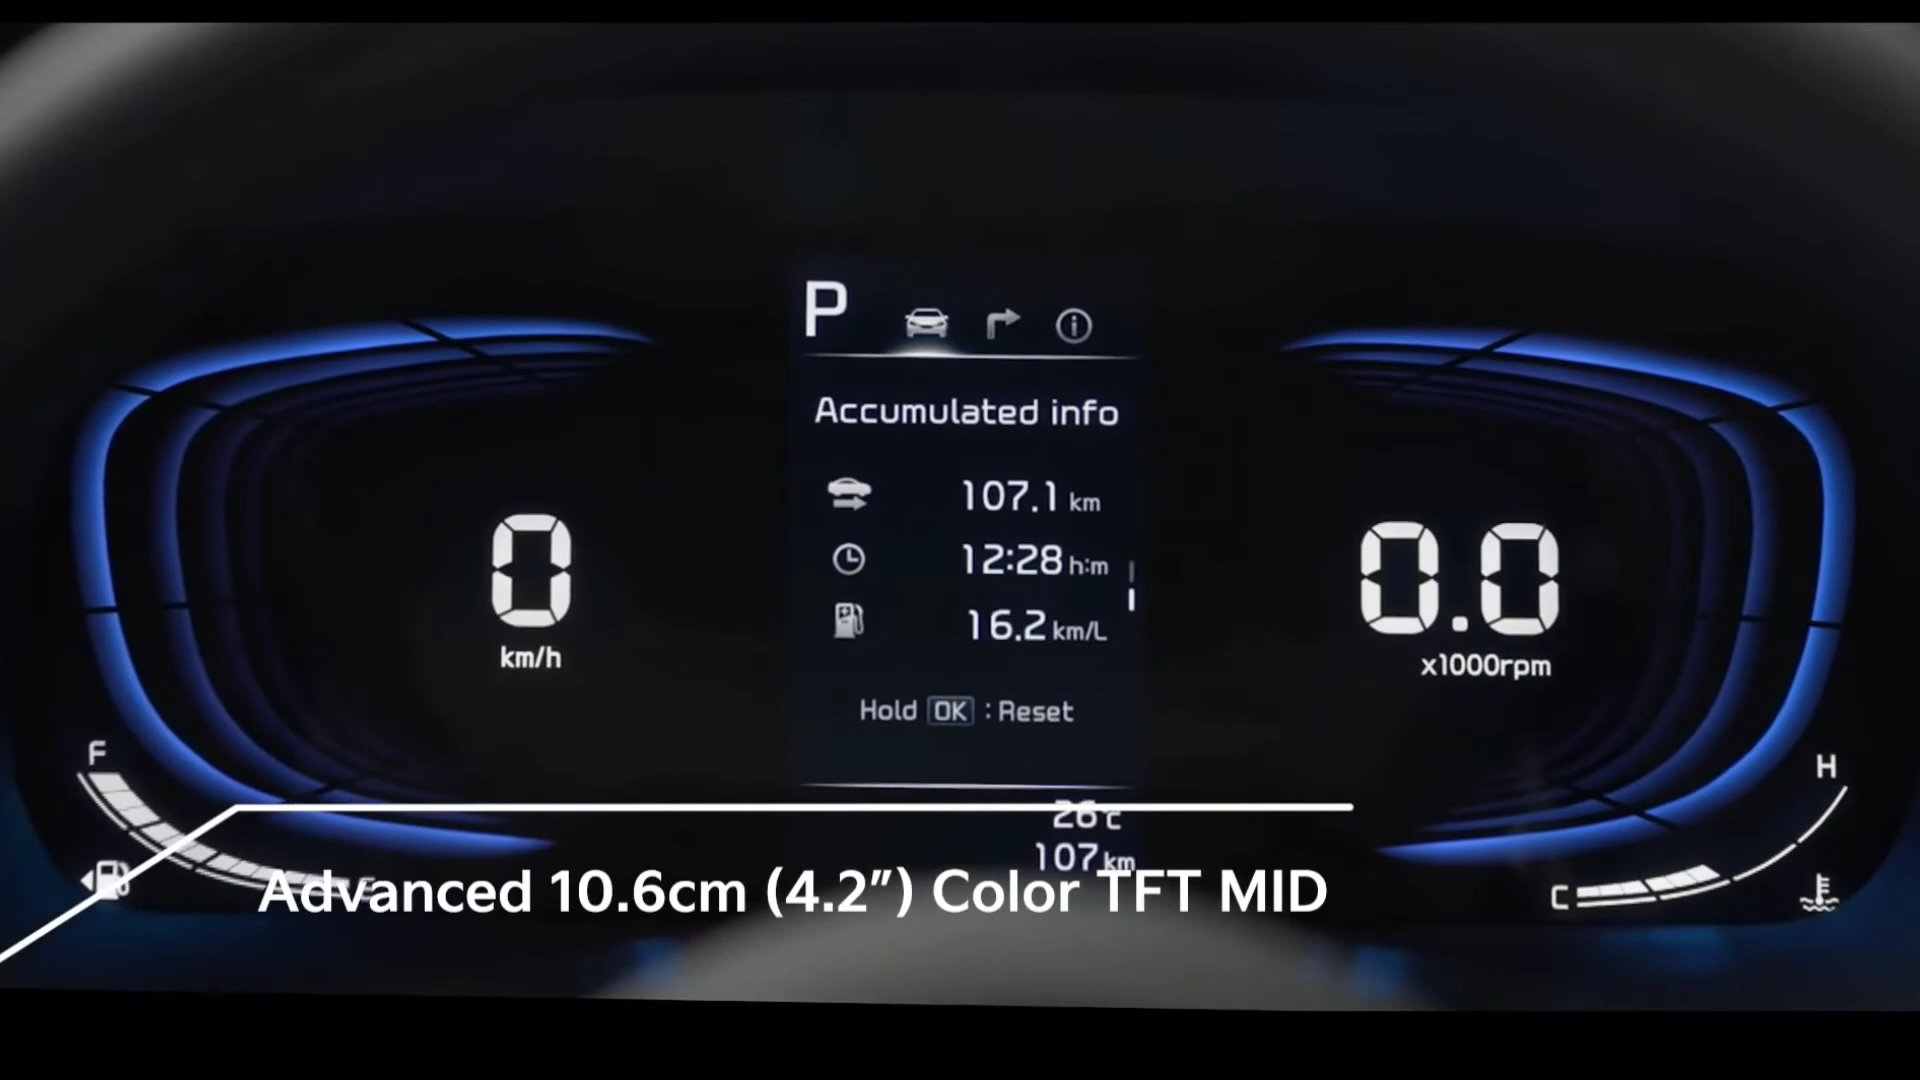 P
Accumulated info
107.1 km
12:28 h:m
16.2 km/L
Hold OK : Reset
0
km/h
0.0
x1000rpm
F
H
26°C
107 km
C
Advanced 10.6cm (4.2”) Color TFT MID